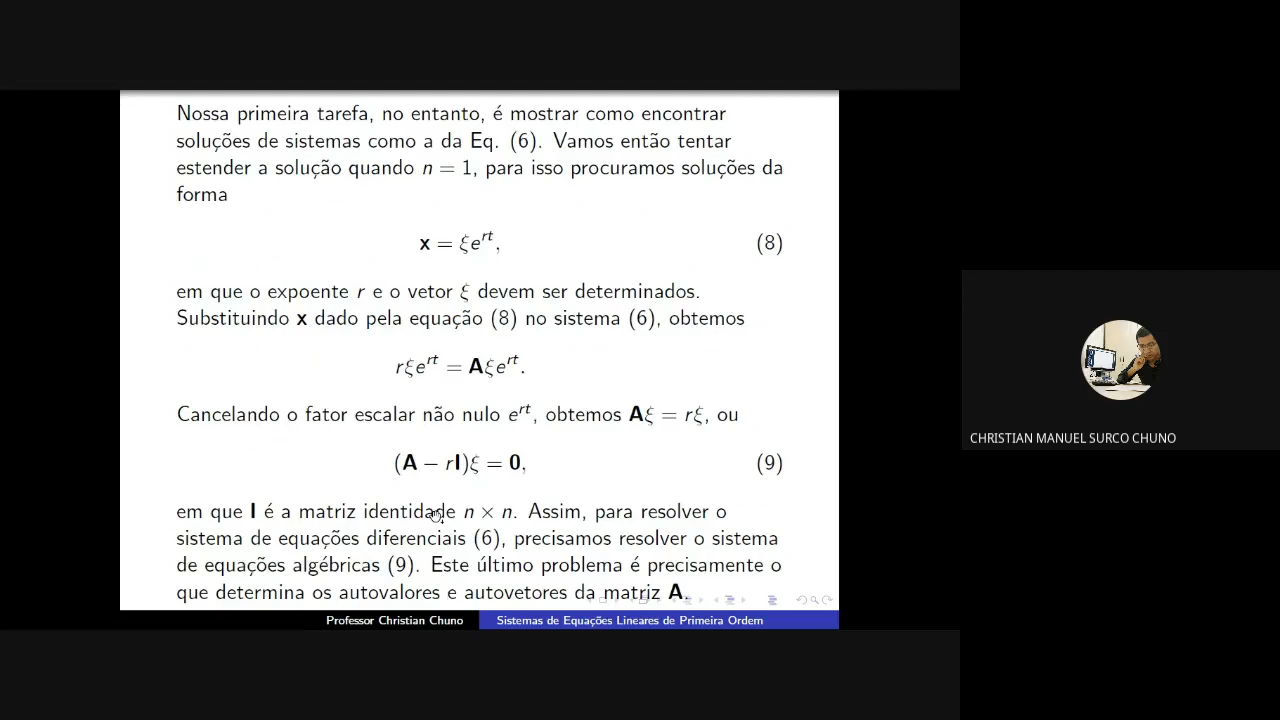 Nossa primeira tarefa, no entanto, é mostrar como encontrar
soluções de sistemas como a da Eq. (6). Vamos então tentar
estender a solução quando n = 1, para isso procuramos soluções da
forma
x = ξe^{rt}, (8)
em que o expoente r e o vetor ξ devem ser determinados.
Substituindo x dado pela equação (8) no sistema (6), obtemos
rξe^{rt} = Aξe^{rt}.
Cancelando o fator escalar não nulo e^{rt}, obtemos Aξ = rξ, ou
(A − rI)ξ = 0, (9)
em que I é a matriz identidade n × n. Assim, para resolver o
sistema de equações diferenciais (6), precisamos resolver o sistema
de equações algébricas (9). Este último problema é precisamente o
que determina os autovalores e autovetores da matriz A.
Professor Christian Chuno Sistemas de Equações Lineares de Primeira Ordem
CHRISTIAN MANUEL SURCO CHUNO